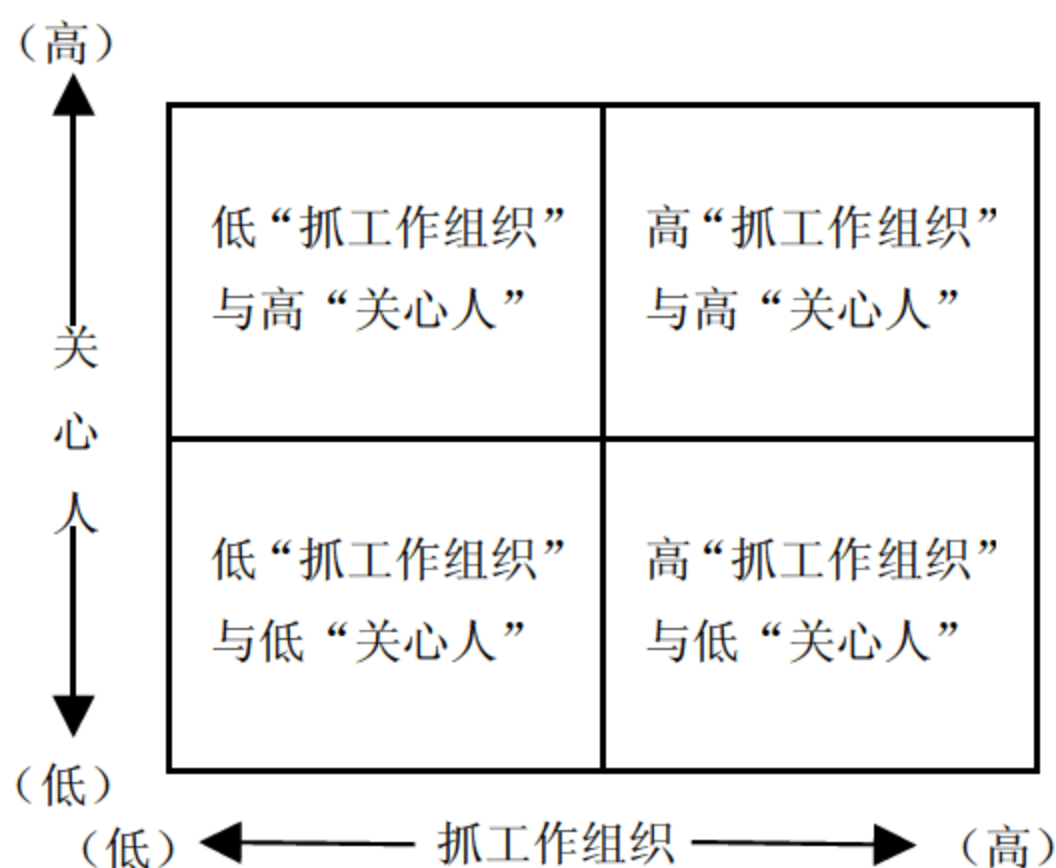 （高）
低“抓工作组织”
与高“关心人”
高“抓工作组织”
与高“关心人”
关
心
人
低“抓工作组织”
与低“关心人”
高“抓工作组织”
与低“关心人”
（低）
（低）
抓工作组织
（高）